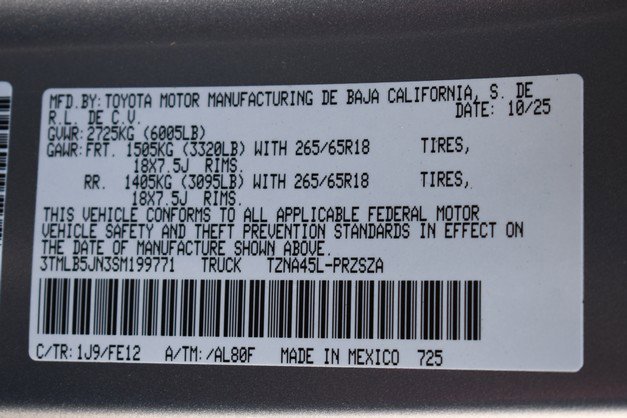 MFD.BY: TOYOTA MOTOR MANUFACTURING DE BAJA CALIFORNIA, S. DE
R.L. DE C.V. DATE: 10/25
GVWR: 2725KG (6005LB)
GAWR: FRT. 1505KG (3320LB) WITH 265/65R18 TIRES,
18X7.5J RIMS.
RR. 1405KG (3095LB) WITH 265/65R18 TIRES,
18X7.5J RIMS.
THIS VEHICLE CONFORMS TO ALL APPLICABLE FEDERAL MOTOR
VEHICLE SAFETY AND THEFT PREVENTION STANDARDS IN EFFECT ON
THE DATE OF MANUFACTURE SHOWN ABOVE.
3TMLB5JN3SM199771 TRUCK TZNA45L-PRZSZA
C/TR: 1J9/FE12 A/TM: /AL80F MADE IN MEXICO 725